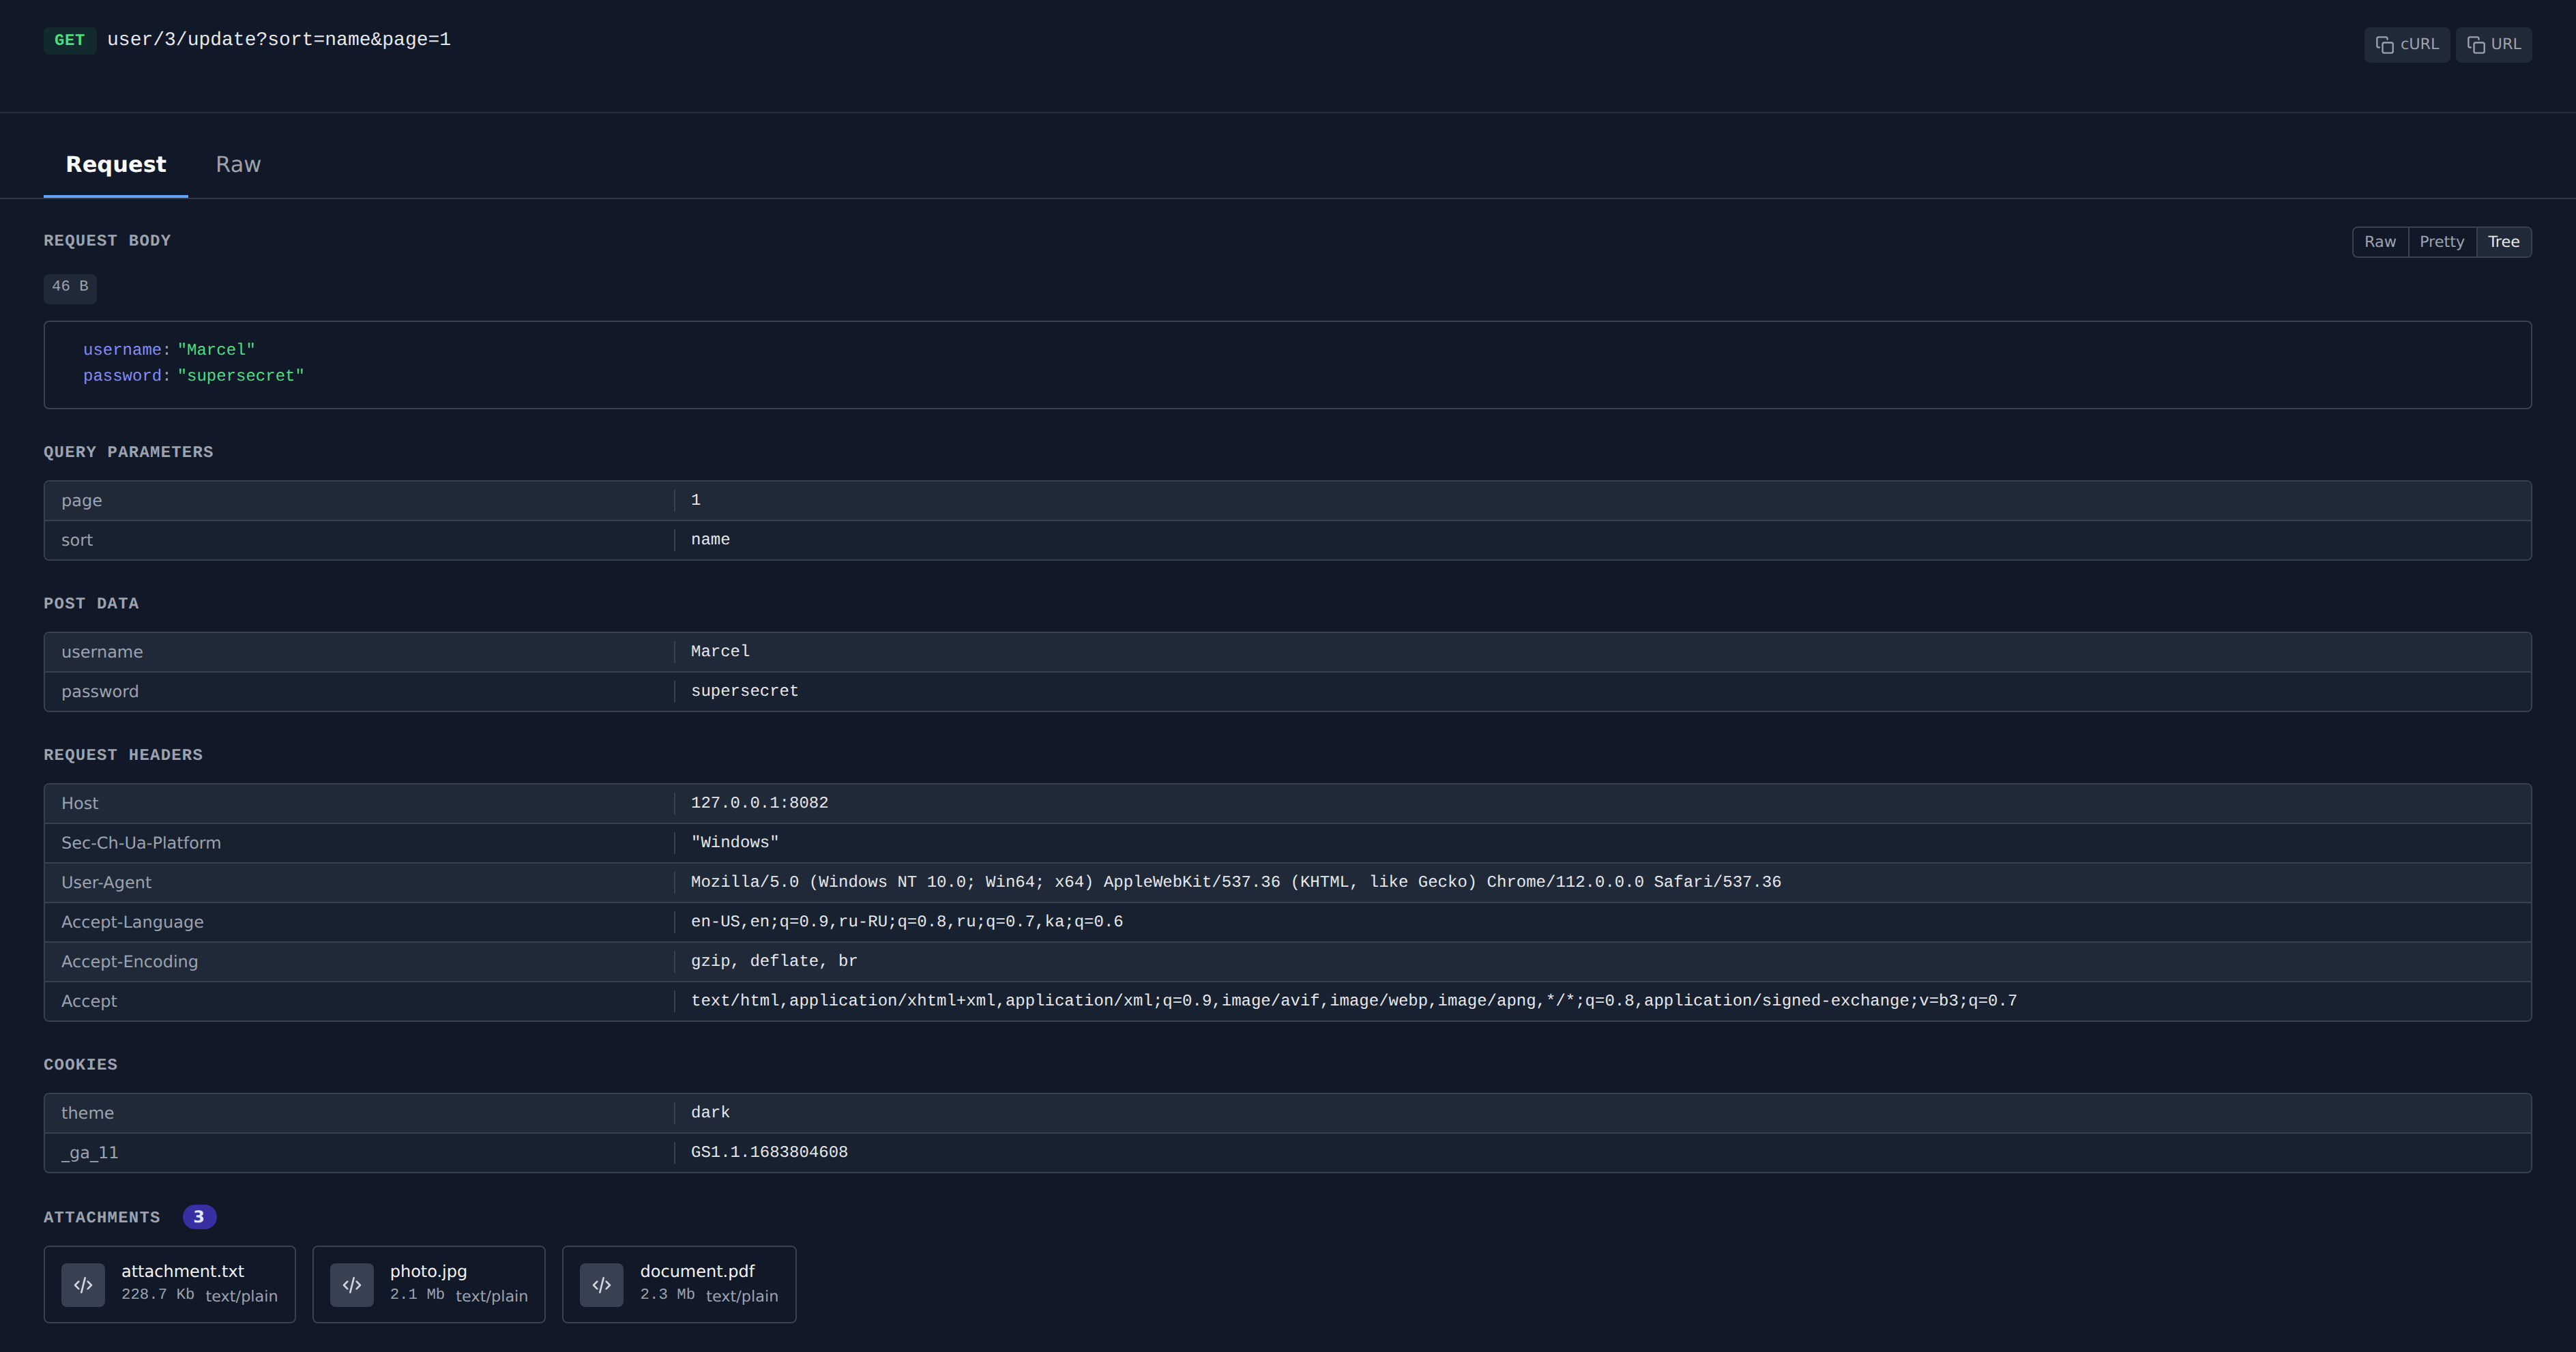 GET user/3/update?sort=name&page=1 cURL URL
Request Raw
REQUEST BODY Raw Pretty Tree
46 B
username: "Marcel"
password: "supersecret"
QUERY PARAMETERS
page 1
sort name
POST DATA
username Marcel
password supersecret
REQUEST HEADERS
Host 127.0.0.1:8082
Sec-Ch-Ua-Platform "Windows"
User-Agent Mozilla/5.0 (Windows NT 10.0; Win64; x64) AppleWebKit/537.36 (KHTML, like Gecko) Chrome/112.0.0.0 Safari/537.36
Accept-Language en-US,en;q=0.9,ru-RU;q=0.8,ru;q=0.7,ka;q=0.6
Accept-Encoding gzip, deflate, br
Accept text/html,application/xhtml+xml,application/xml;q=0.9,image/avif,image/webp,image/apng,*/*;q=0.8,application/signed-exchange;v=b3;q=0.7
COOKIES
theme dark
_ga_11 GS1.1.1683804608
ATTACHMENTS 3
attachment.txt
228.7 Kb text/plain
photo.jpg
2.1 Mb text/plain
document.pdf
2.3 Mb text/plain